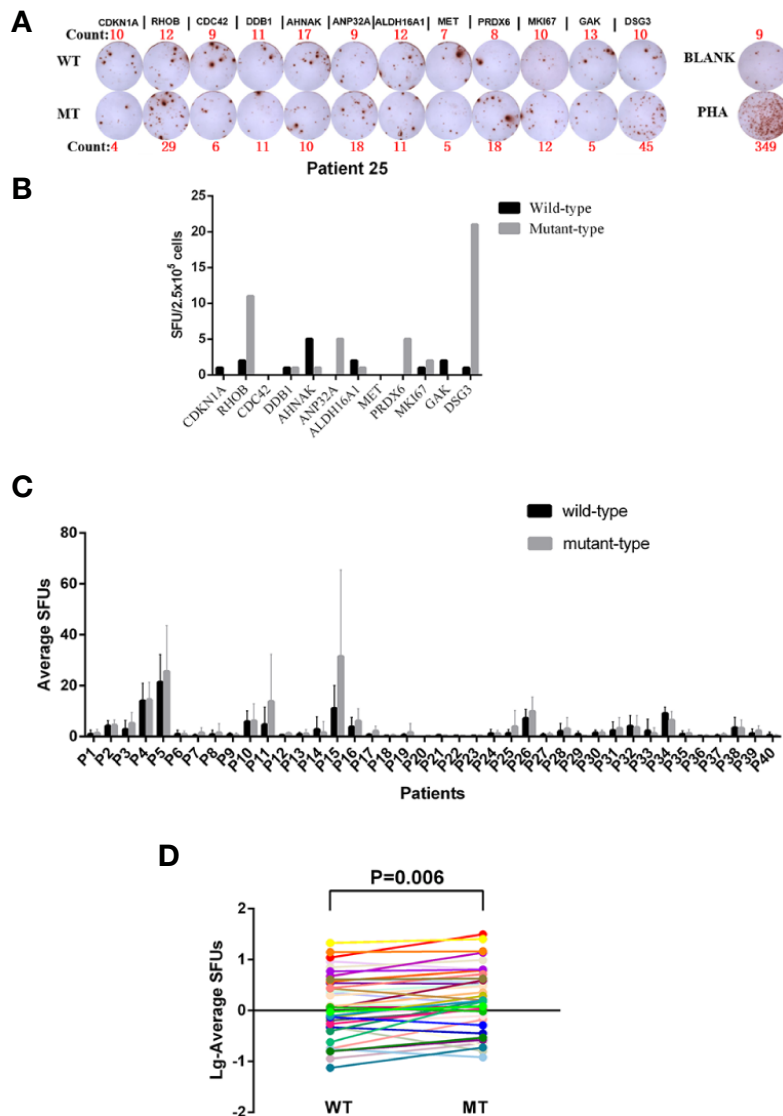 A
CDKN1A | RHOB | CDC42 | DDB1 | AHNAK | ANP32A | ALDH16A1 | MET | PRDX6 | MKI67 | GAK | DSG3
Count: 10 12 9 11 17 9 12 7 8 10 13 10 9
WT BLANK
MT PHA
Count: 4 29 6 11 10 18 11 5 18 12 5 45 349
Patient 25
B
25
20
15
10
5
0
SFU/2.5x10⁵ cells
Wild-type
Mutant-type
CDKN1A RHOB CDC42 DDB1 AHNAK ANP32A ALDH16A1 MET PRDX6 MKI67 GAK DSG3
C
80
60
40
20
0
Average SFUs
wild-type
mutant-type
P1 P2 P3 P4 P5 P6 P7 P8 P9 P10 P11 P12 P13 P14 P15 P16 P17 P18 P19 P20 P21 P22 P23 P24 P25 P26 P27 P28 P29 P30 P31 P32 P33 P34 P35 P36 P37 P38 P39 P40
Patients
D
P=0.006
2
1
0
-1
-2
Lg-Average SFUs
WT MT